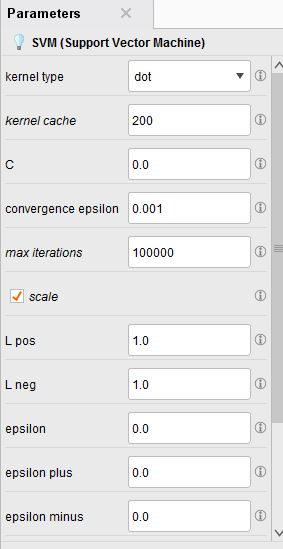 Parameters
SVM (Support Vector Machine)
kernel type dot
kernel cache 200
C 0.0
convergence epsilon 0.001
max iterations 100000
scale
L pos 1.0
L neg 1.0
epsilon 0.0
epsilon plus 0.0
epsilon minus 0.0